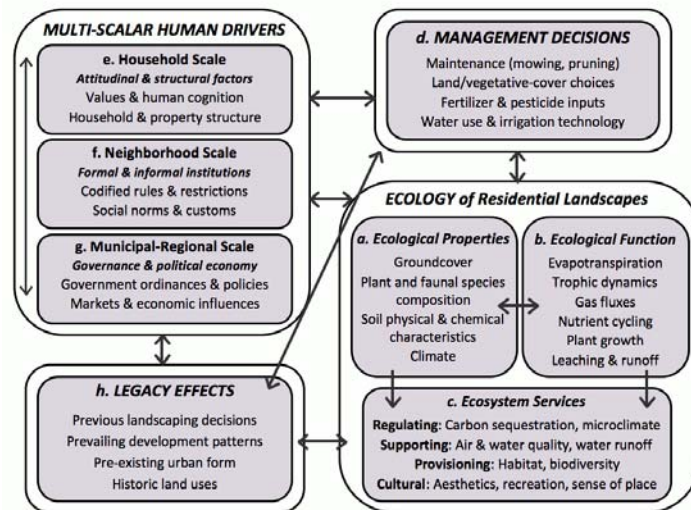 MULTI-SCALAR HUMAN DRIVERS
e. Household Scale
Attitudinal & structural factors
Values & human cognition
Household & property structure
f. Neighborhood Scale
Formal & informal institutions
Codified rules & restrictions
Social norms & customs
g. Municipal-Regional Scale
Governance & political economy
Government ordinances & policies
Markets & economic influences
d. MANAGEMENT DECISIONS
Maintenance (mowing, pruning)
Land/vegetative-cover choices
Fertilizer & pesticide inputs
Water use & irrigation technology
ECOLOGY of Residential Landscapes
a. Ecological Properties
Groundcover
Plant and faunal species
composition
Soil physical & chemical
characteristics
Climate
b. Ecological Function
Evapotranspiration
Trophic dynamics
Gas fluxes
Nutrient cycling
Plant growth
Leaching & runoff
c. Ecosystem Services
Regulating: Carbon sequestration, microclimate
Supporting: Air & water quality, water runoff
Provisioning: Habitat, biodiversity
Cultural: Aesthetics, recreation, sense of place
h. LEGACY EFFECTS
Previous landscaping decisions
Prevailing development patterns
Pre-existing urban form
Historic land uses